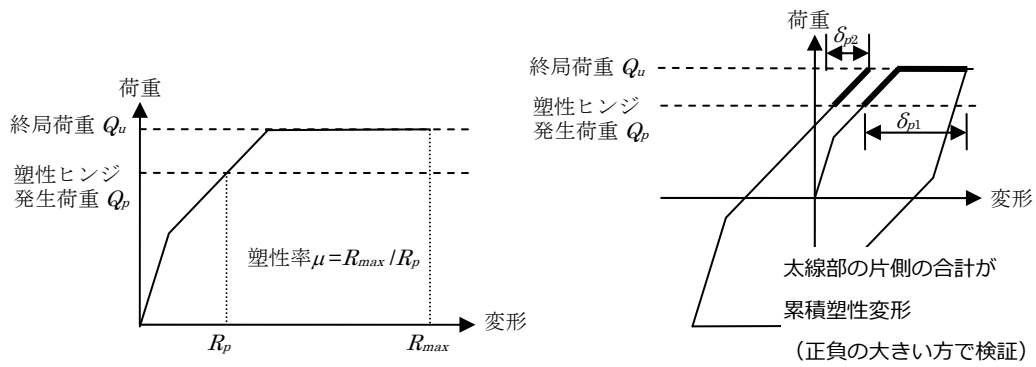 荷重
終局荷重 Qu
塑性ヒンジ
発生荷重 Qp
塑性率μ=Rmax/Rp
変形
Rp
Rmax
荷重
δp2
終局荷重 Qu
塑性ヒンジ
発生荷重 Qp
δp1
変形
太線部の片側の合計が
累積塑性変形
（正負の大きい方で検証）